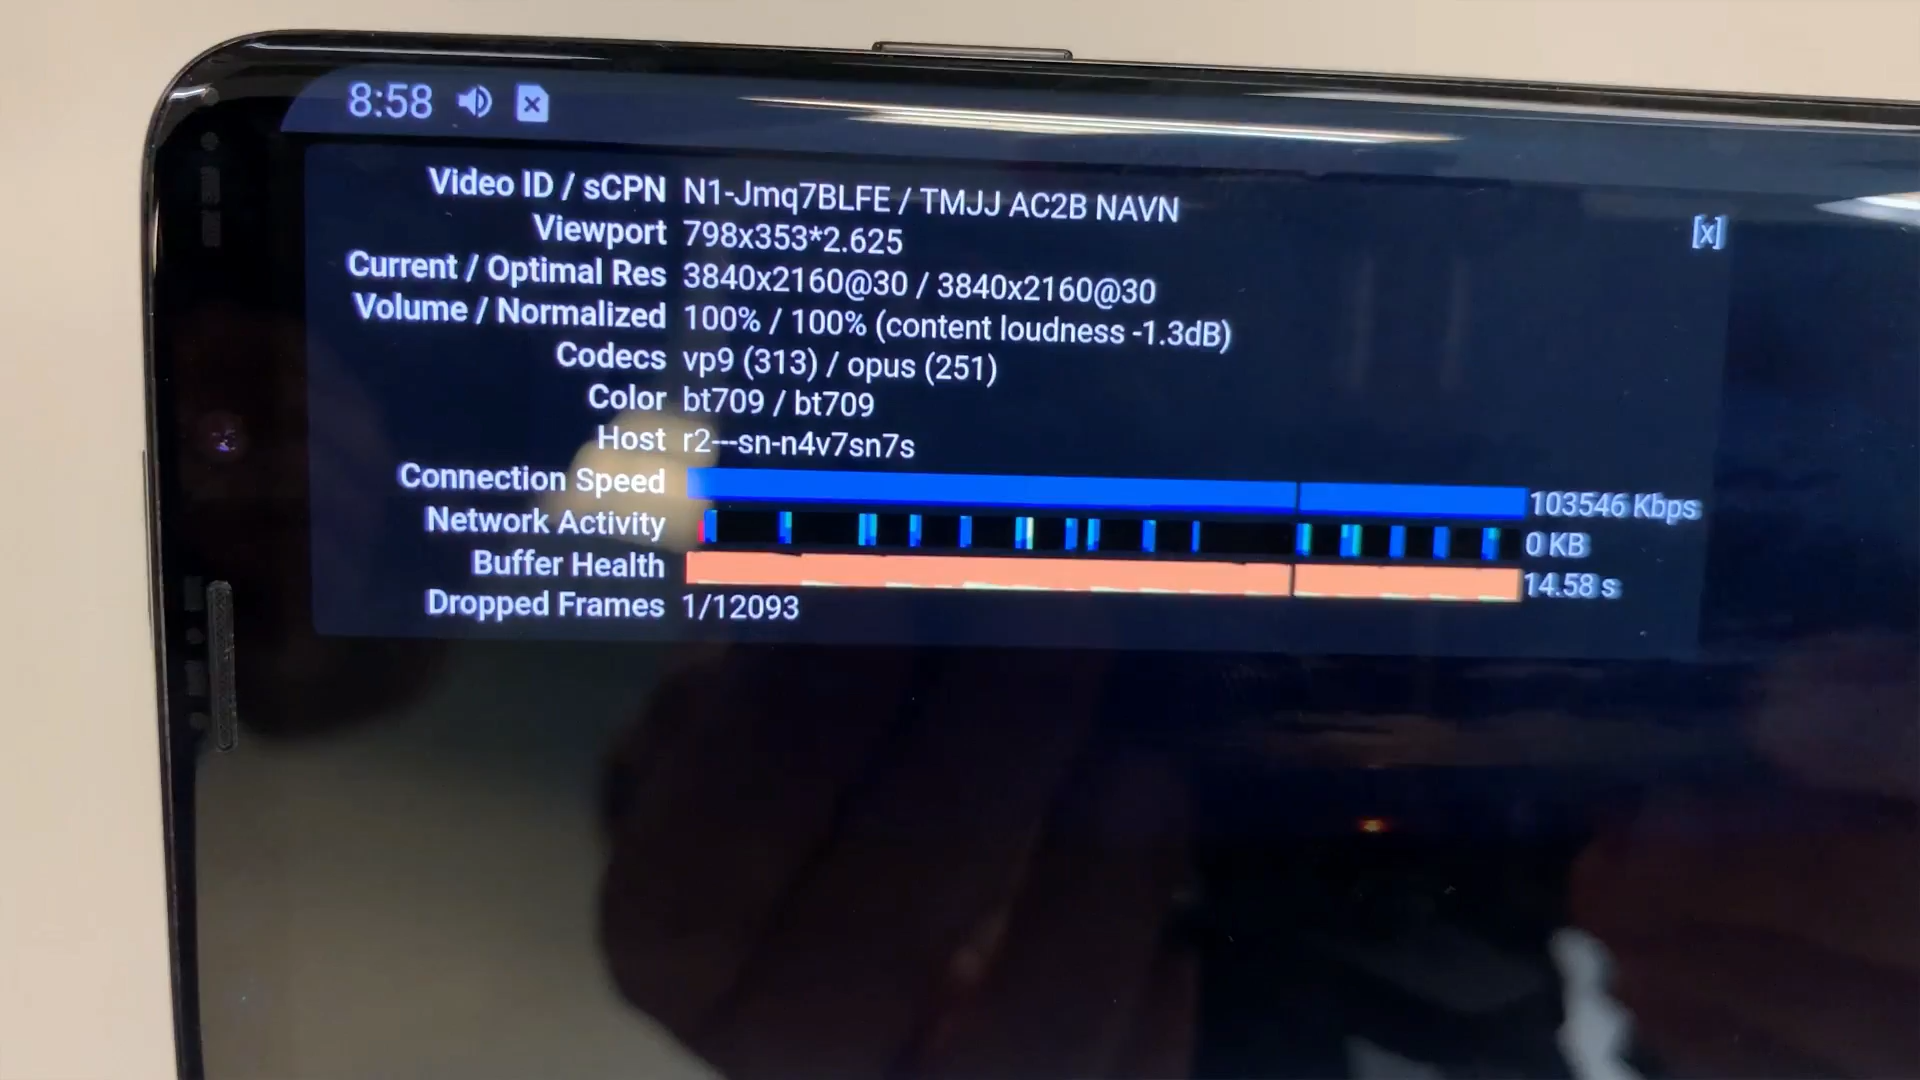 8:58
Video ID / sCPN N1-Jmq7BLFE / TMJJ AC2B NAVN
[x]
Viewport 798x353*2.625
Current / Optimal Res 3840x2160@30 / 3840x2160@30
Volume / Normalized 100% / 100% (content loudness -1.3dB)
Codecs vp9 (313) / opus (251)
Color bt709 / bt709
Host r2---sn-n4v7sn7s
Connection Speed 103546 Kbps
Network Activity 0 KB
Buffer Health 14.58 s
Dropped Frames 1/12093